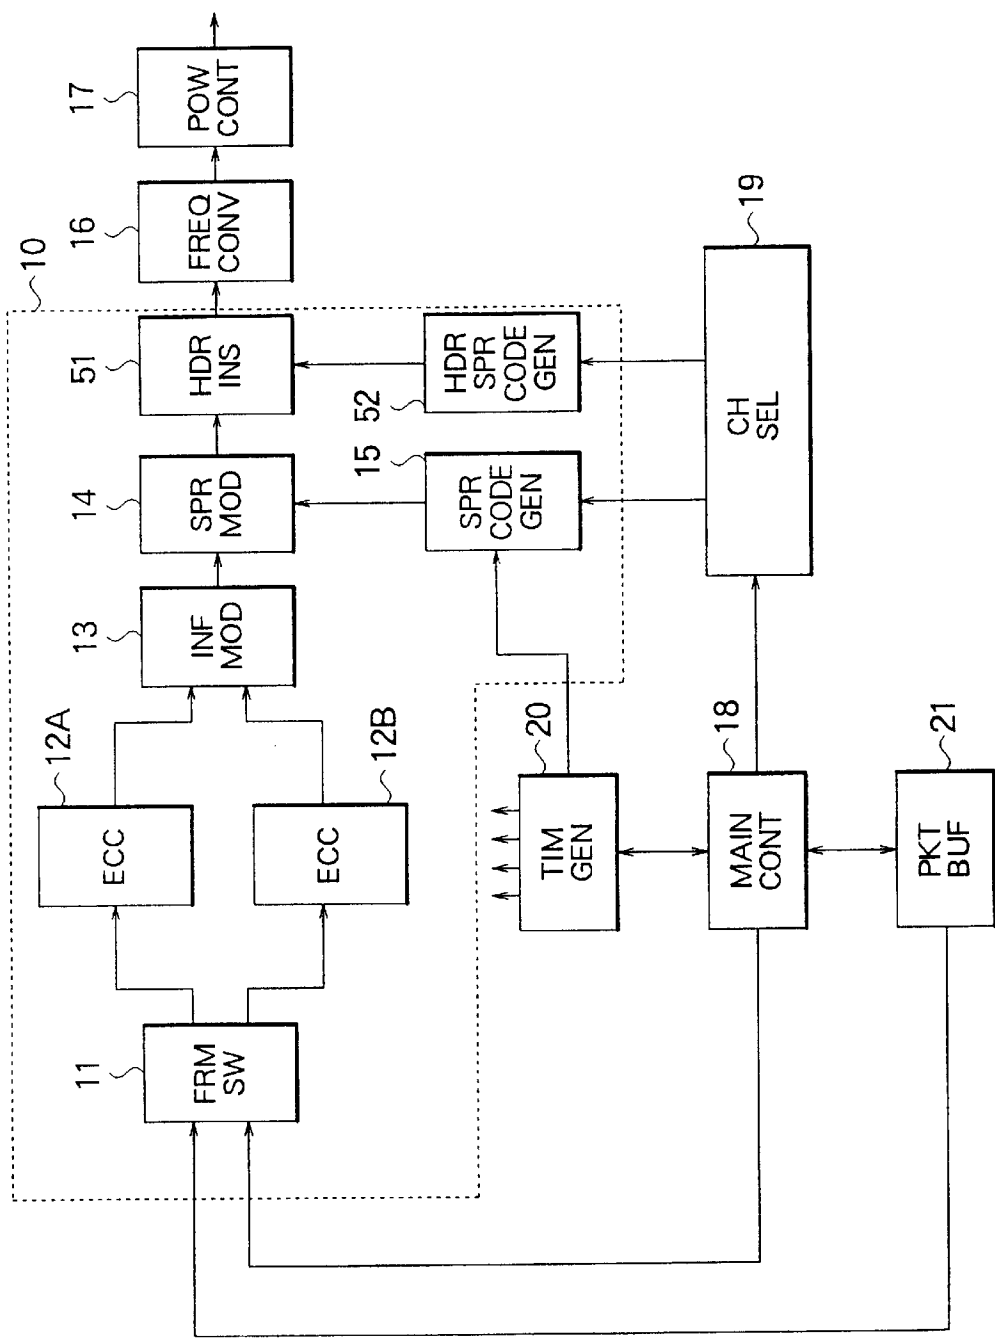 10
11
FRM
SW
12A
ECC
12B
ECC
13
INF
MOD
14
SPR
MOD
51
HDR
INS
16
FREQ
CONV
17
POW
CONT
15
SPR
CODE
GEN
52
HDR
SPR
CODE
GEN
20
TIM
GEN
18
MAIN
CONT
19
CH
SEL
21
PKT
BUF